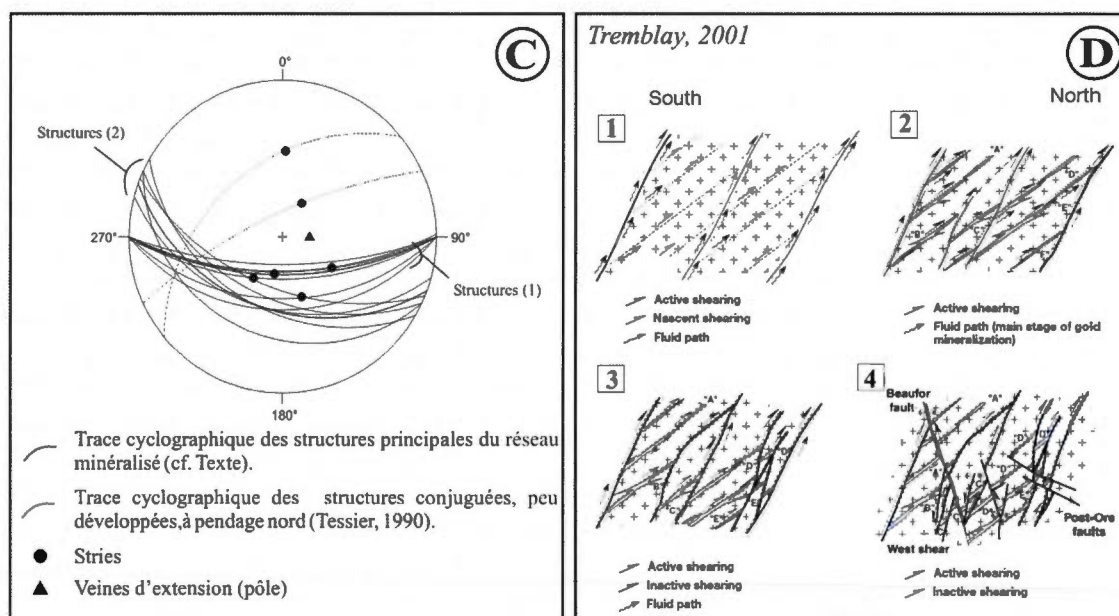 C
0°
Structures (2)
270°
90°
Structures (1)
180°
Trace cyclographique des structures principales du réseau
minéralisé (cf. Texte).
Trace cyclographique des structures conjuguées, peu
développées,à pendage nord (Tessier, 1990).
Stries
Veines d'extension (pôle)
Tremblay, 2001
D
South
North
1
Active shearing
Nascent shearing
Fluid path
2
"A"
"D"
"E"
"B"
"C"
Active shearing
Fluid path (main stage of gold
mineralization)
3
"A"
"D"
"C"
"E"
Active shearing
Inactive shearing
Fluid path
4
Beaufor
fault
"A"
"D"
"D"
Post-Ore
faults
West shear
Active shearing
Inactive shearing